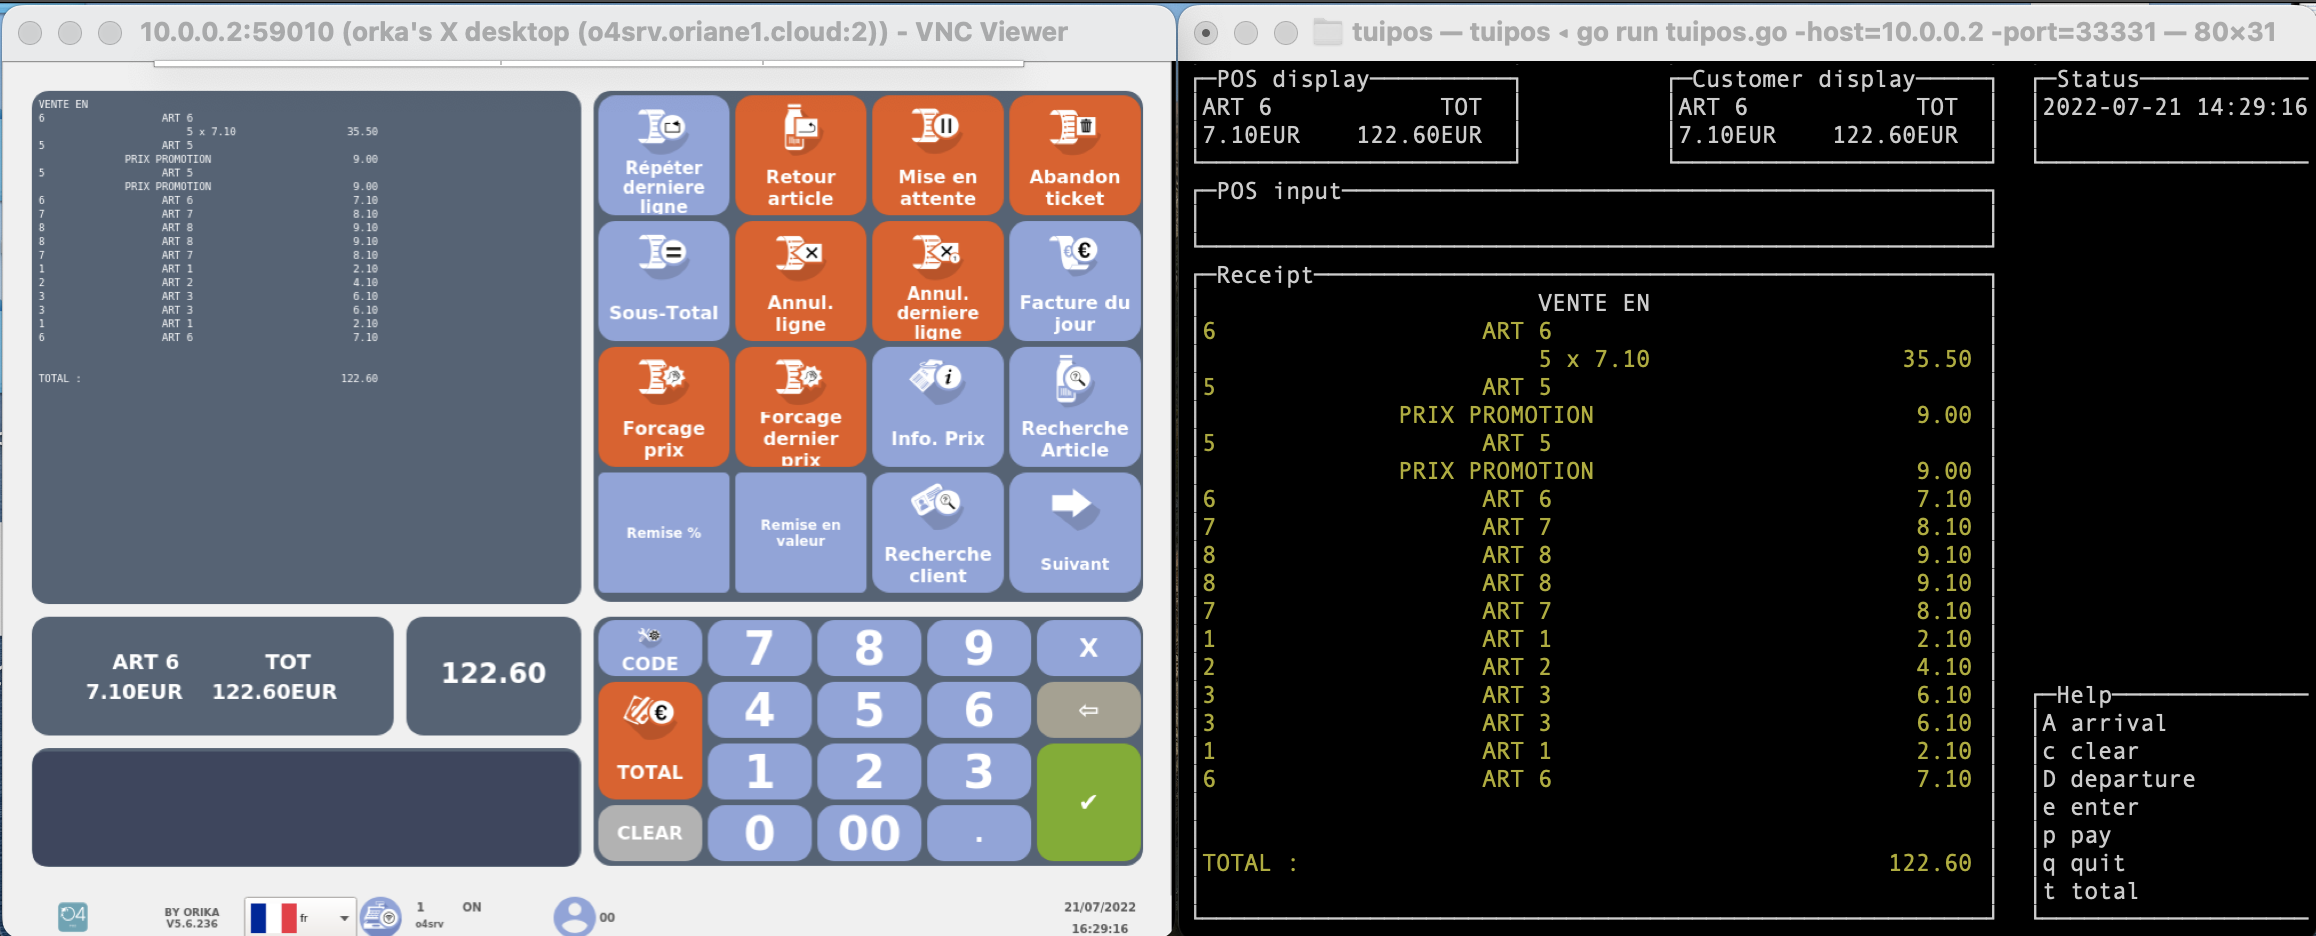 10.0.0.2:59010 (orka's X desktop (o4srv.oriane1.cloud:2)) - VNC Viewer
VENTE EN
6 ART 6
5 x 7.10 35.50
5 ART 5
PRIX PROMOTION 9.00
5 ART 5
PRIX PROMOTION 9.00
6 ART 6 7.10
7 ART 7 8.10
8 ART 8 9.10
8 ART 8 9.10
7 ART 7 8.10
1 ART 1 2.10
2 ART 2 4.10
3 ART 3 6.10
3 ART 3 6.10
1 ART 1 2.10
6 ART 6 7.10
TOTAL : 122.60
Répéter
derniere
ligne
Retour
article
Mise en
attente
Abandon
ticket
Sous-Total
Annul.
ligne
Annul.
derniere
ligne
Facture du
jour
Forcage
prix
Forcage
dernier
prix
Info. Prix
Recherche
Article
Remise %
Remise en
valeur
Recherche
client
Suivant
ART 6 TOT
7.10EUR 122.60EUR
122.60
CODE 7 8 9 X
4 5 6 ⇦
TOTAL 1 2 3 ✓
CLEAR 0 00 .
O4
BY ORIKA
V5.6.236
fr
1 ON
o4srv
00
21/07/2022
16:29:16
tuipos — tuipos ◂ go run tuipos.go -host=10.0.0.2 -port=33331 — 80×31
POS display
ART 6 TOT
7.10EUR 122.60EUR
Customer display
ART 6 TOT
7.10EUR 122.60EUR
Status
2022-07-21 14:29:16
POS input
Receipt
VENTE EN
6 ART 6
5 x 7.10 35.50
5 ART 5
PRIX PROMOTION 9.00
5 ART 5
PRIX PROMOTION 9.00
6 ART 6 7.10
7 ART 7 8.10
8 ART 8 9.10
8 ART 8 9.10
7 ART 7 8.10
1 ART 1 2.10
2 ART 2 4.10
3 ART 3 6.10
3 ART 3 6.10
1 ART 1 2.10
6 ART 6 7.10
TOTAL : 122.60
Help
A arrival
c clear
D departure
e enter
p pay
q quit
t total